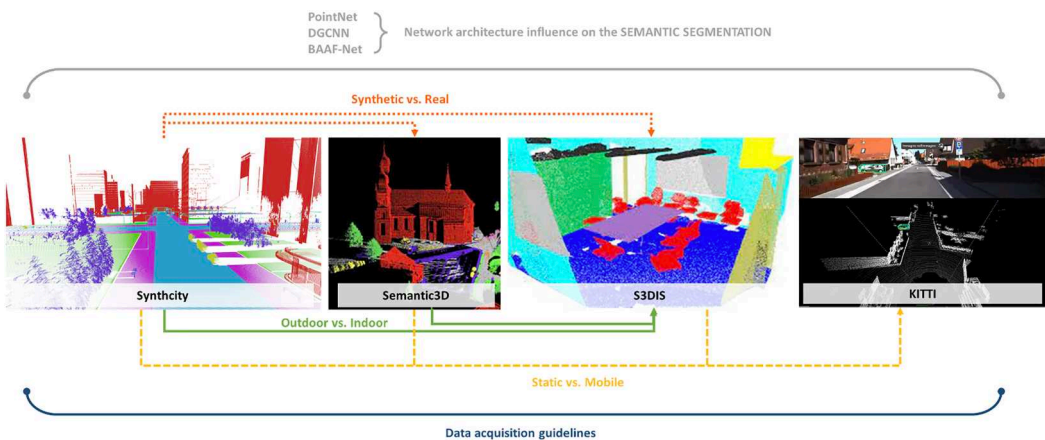 PointNet
DGCNN
BAAF-Net
Network architecture influence on the SEMANTIC SEGMENTATION
Synthetic vs. Real
Synthcity
Semantic3D
S3DIS
KITTI
Outdoor vs. Indoor
Static vs. Mobile
Data acquisition guidelines